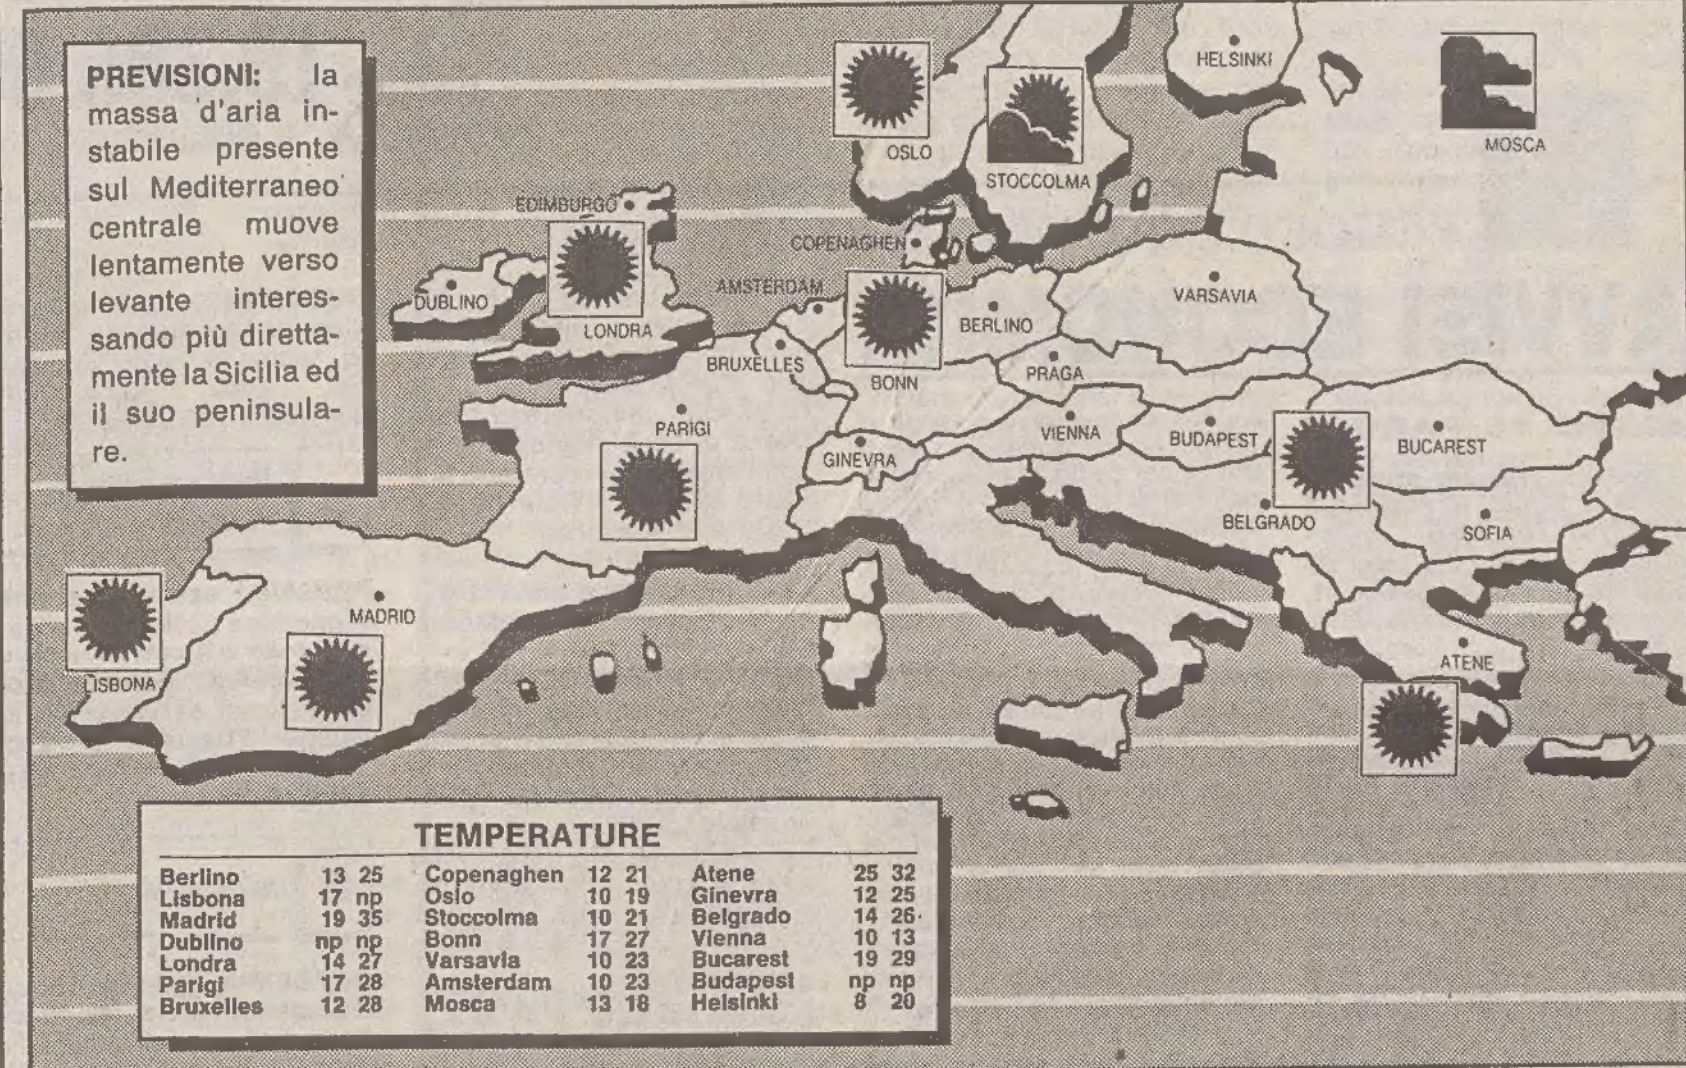 PREVISIONI: la
massa d'aria in-
stabile presente
sul Mediterraneo
centrale muove
lentamente verso
levante interes-
sando più diretta-
mente la Sicilia ed
il suo peninsula-
re.
HELSINKI
MOSCA
OSLO
STOCCOLMA
EDIMBURGO
COPENAGHEN
DUBLINO
AMSTERDAM
VARSAVIA
LONDRA
BERLINO
BRUXELLES
BONN
PRAGA
PARIGI
GINEVRA
VIENNA
BUDAPEST
BUCAREST
BELGRADO
SOFIA
MADRID
LISBONA
ATENE
TEMPERATURE
Berlino 13 25 Copenaghen 12 21 Atene 25 32
Lisbona 17 np Oslo 10 19 Ginevra 12 25
Madrid 19 35 Stoccolma 10 21 Belgrado 14 26
Dublino np np Bonn 17 27 Vienna 10 13
Londra 14 27 Varsavia 10 23 Bucarest 19 29
Parigi 17 28 Amsterdam 10 23 Budapest np np
Bruxelles 12 28 Mosca 13 18 Helsinki 8 20